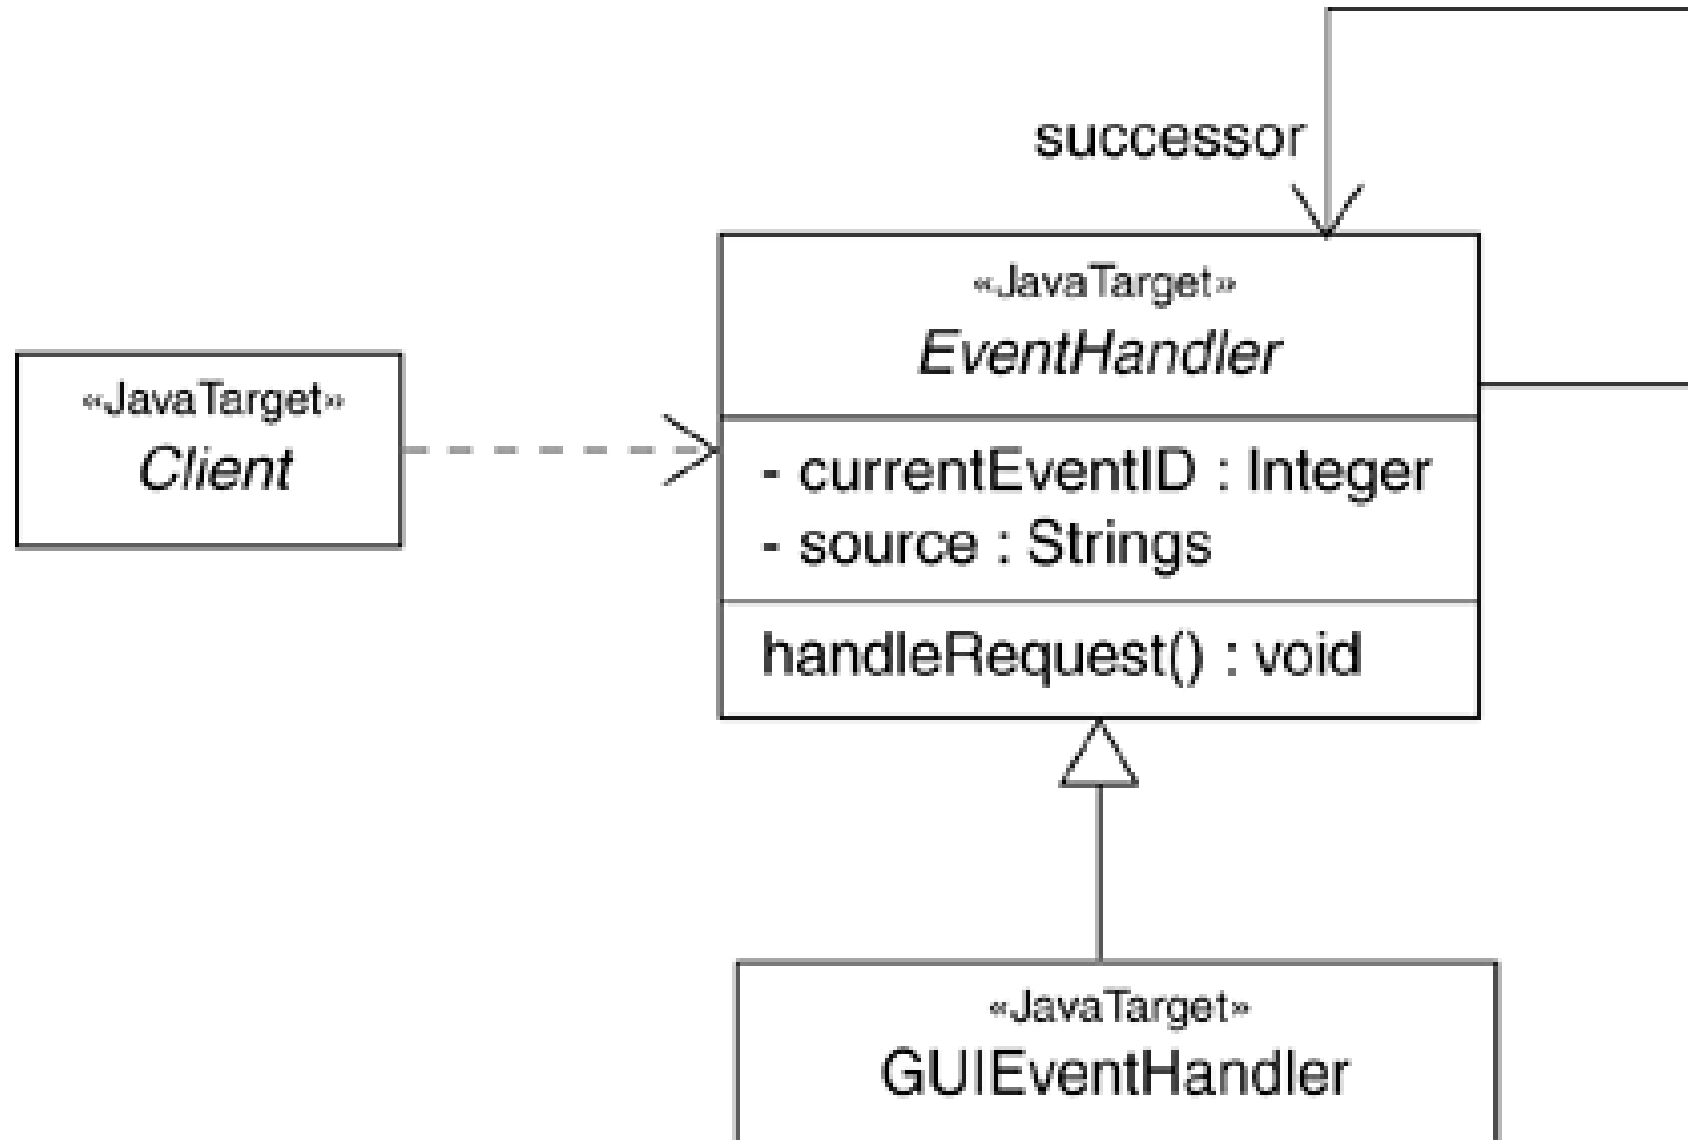 successor
«JavaTarget»
EventHandler
«JavaTarget»
Client
- currentEventID : Integer
- source : Strings
handleRequest() : void
«JavaTarget»
GUIEventHandler